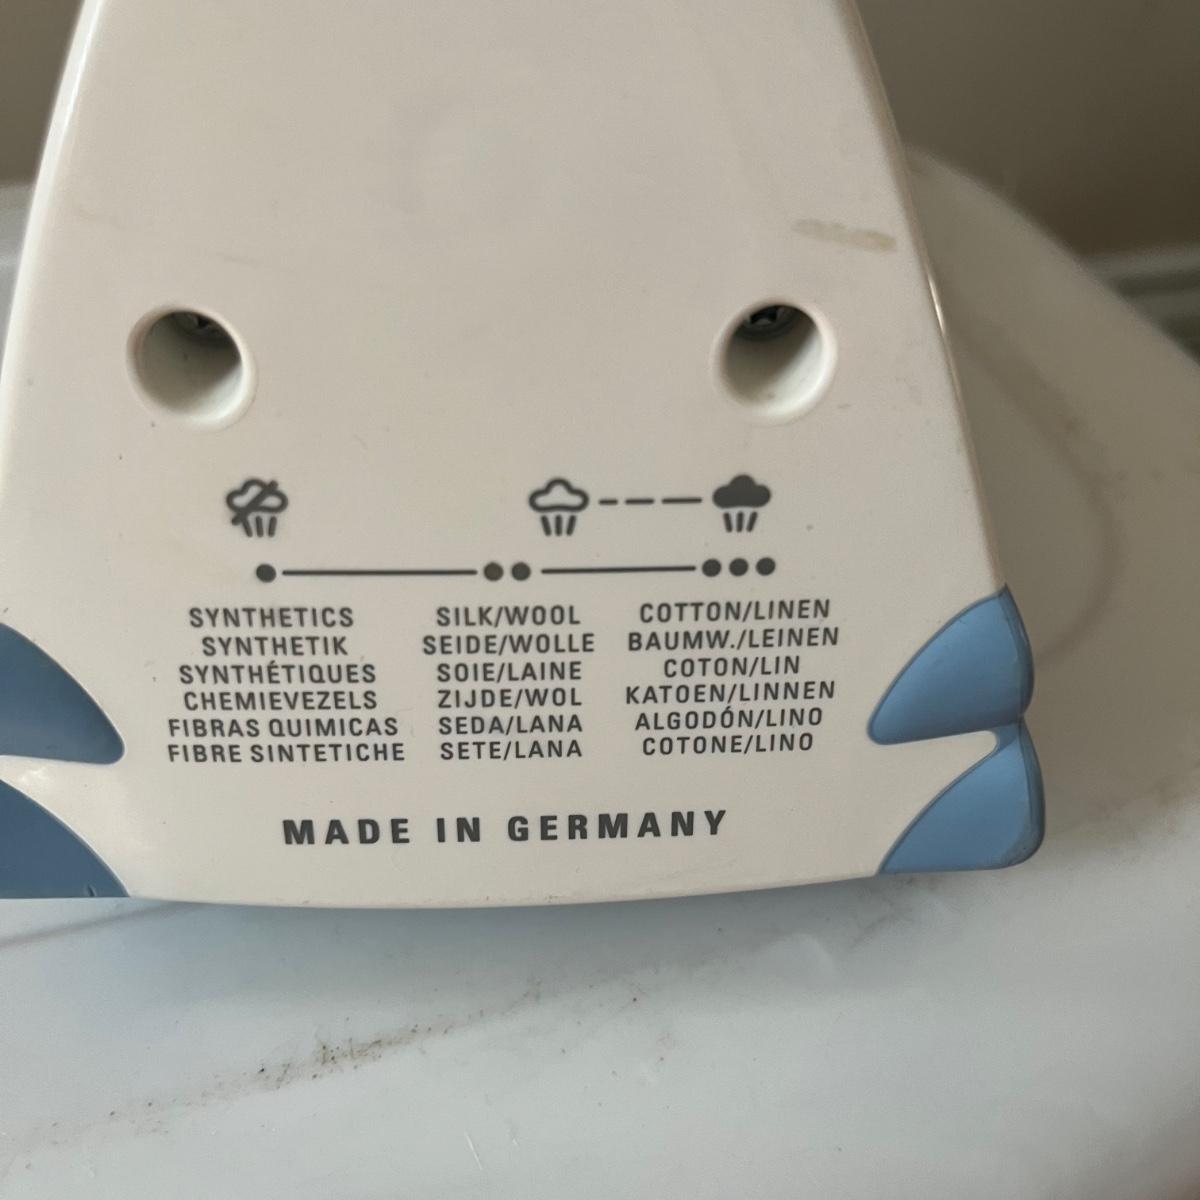 SYNTHETICS SILK/WOOL COTTON/LINEN
SYNTHETIK SEIDE/WOLLE BAUMW./LEINEN
SYNTHÉTIQUES SOIE/LAINE COTON/LIN
CHEMIEVEZELS ZIJDE/WOL KATOEN/LINNEN
FIBRAS QUIMICAS SEDA/LANA ALGODÓN/LINO
FIBRE SINTETICHE SETE/LANA COTONE/LINO
MADE IN GERMANY